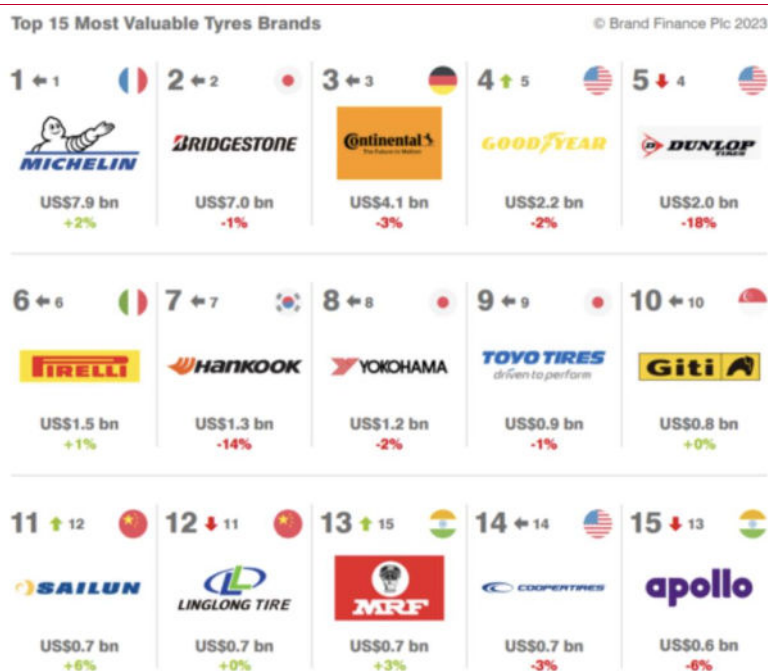 Top 15 Most Valuable Tyres Brands
© Brand Finance Plc 2023
1 ← 1
MICHELIN
US$7.9 bn
+2%
2 ← 2
BRIDGESTONE
US$7.0 bn
-1%
3 ← 3
Continental
The Future in Motion
US$4.1 bn
-3%
4 ↑ 5
GOODYEAR
US$2.2 bn
-2%
5 ↓ 4
D DUNLOP
TIRES
US$2.0 bn
-18%
6 ← 6
PIRELLI
US$1.5 bn
+1%
7 ← 7
HANKOOK
US$1.3 bn
-14%
8 ← 8
YOKOHAMA
US$1.2 bn
-2%
9 ← 9
TOYO TIRES
driven to perform
US$0.9 bn
-1%
10 ← 10
Giti
US$0.8 bn
+0%
11 ↑ 12
SAILUN
US$0.7 bn
+6%
12 ↓ 11
LINGLONG TIRE
US$0.7 bn
+0%
13 ↑ 15
MRF
US$0.7 bn
+3%
14 ← 14
COOPERTIRES
US$0.7 bn
-3%
15 ↓ 13
apollo
US$0.6 bn
-6%